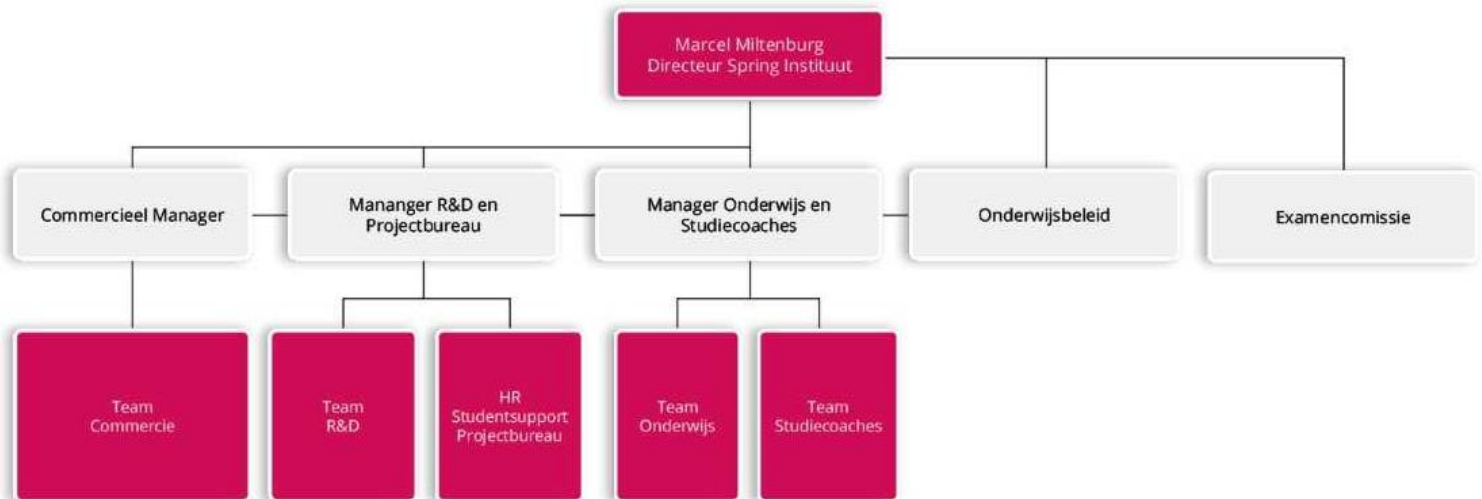 Marcel Miltenburg
Directeur Spring Instituut
Commercieel Manager
Mananger R&D en
Projectbureau
Manager Onderwijs en
Studiecoaches
Onderwijsbeleid
Examencomissie
Team
Commercie
Team
R&D
HR
Studentsupport
Projectbureau
Team
Onderwijs
Team
Studiecoaches